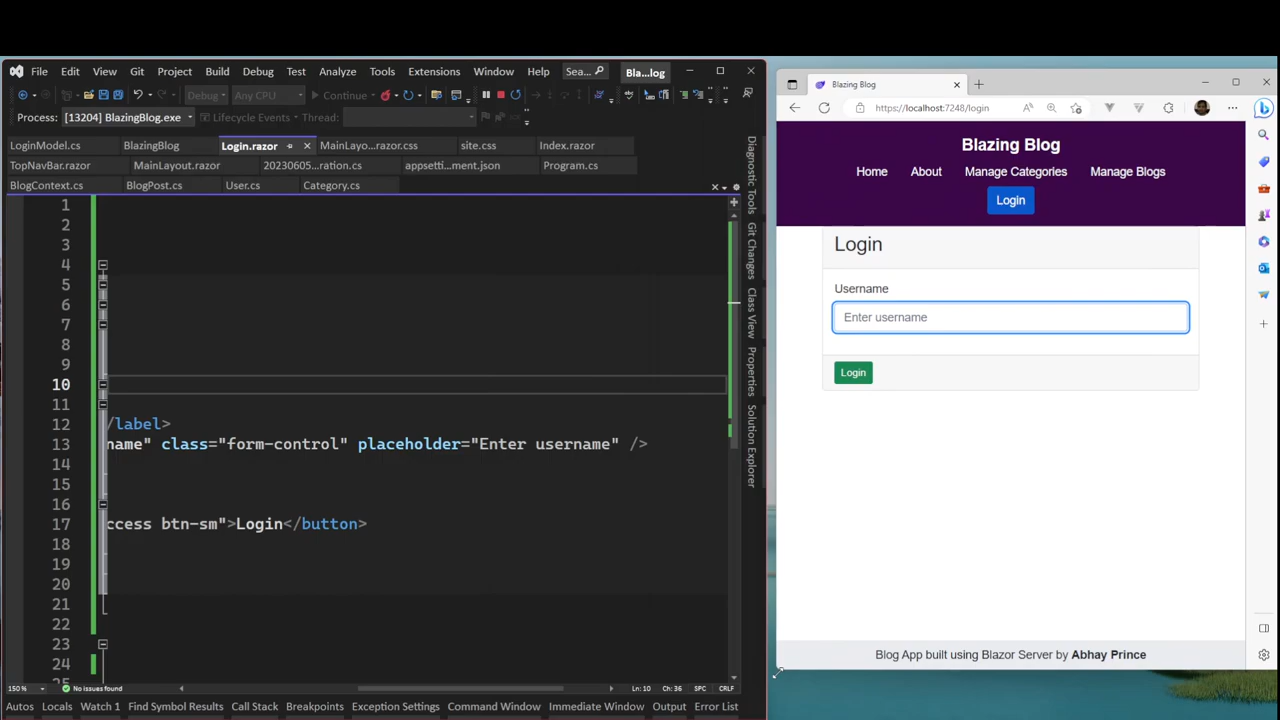 File Edit View Git Project Build Debug Test Analyze Tools Extensions Window Help Sea... Bla...log
Debug Any CPU Continue
Process: [13204] BlazingBlog.exe Lifecycle Events Thread:
LoginModel.cs BlazingBlog Login.razor MainLayo...razor.css site.css Index.razor
TopNavBar.razor MainLayout.razor 20230605...ration.cs appsetti...ment.json Program.cs
BlogContext.cs BlogPost.cs User.cs Category.cs
1
2
3
4
5
6
7
8
9
10
11
12 /label>
13 name" class="form-control" placeholder="Enter username" />
14
15
16
17 ccess btn-sm">Login</button>
18
19
20
21
22
23
24
25
150 % No issues found Ln: 10 Ch: 36 SPC CRLF
Autos Locals Watch 1 Find Symbol Results Call Stack Breakpoints Exception Settings Command Window Immediate Window Output Error List
Diagnostic Tools
Git Changes
Class View
Properties
Solution Explorer
Blazing Blog
https://localhost:7248/login
Blazing Blog
Home About Manage Categories Manage Blogs
Login
Login
Username
Enter username
Login
Blog App built using Blazor Server by Abhay Prince